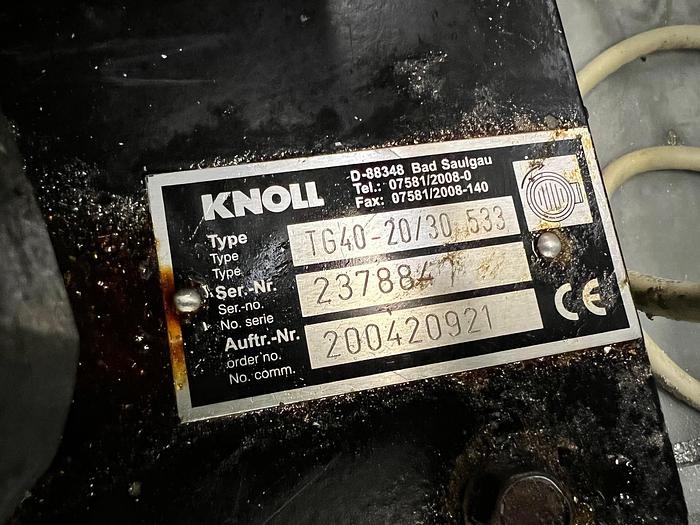 KNOLL
D-88348 Bad Saulgau
Tel.: 07581/2008-0
Fax: 07581/2008-140
Type
Type
Type
TG40-20/30 533
Ser.-Nr.
Ser.-no.
No. serie
2378847
Auftr.-Nr.
order no.
No. comm.
200420921
CE